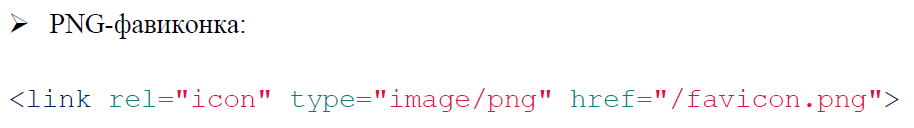 ➢ PNG-фавиконка:
<link rel="icon" type="image/png" href="/favicon.png">